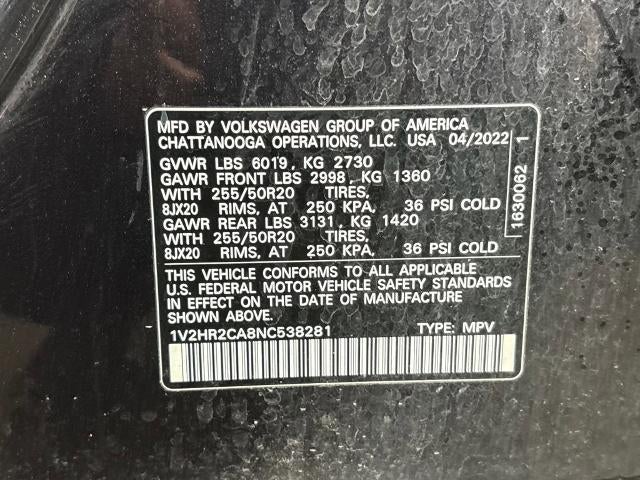 MFD BY VOLKSWAGEN GROUP OF AMERICA
CHATTANOOGA OPERATIONS, LLC. USA 04/2022
GVWR LBS 6019, KG 2730
GAWR FRONT LBS 2998, KG 1360
WITH 255/50R20 TIRES,
8JX20 RIMS, AT 250 KPA, 36 PSI COLD
GAWR REAR LBS 3131, KG 1420
WITH 255/50R20 TIRES,
8JX20 RIMS, AT 250 KPA, 36 PSI COLD
THIS VEHICLE CONFORMS TO ALL APPLICABLE
U.S. FEDERAL MOTOR VEHICLE SAFETY STANDARDS
IN EFFECT ON THE DATE OF MANUFACTURE
SHOWN ABOVE.
1V2HR2CA8NC538281 TYPE: MPV
1630062 1